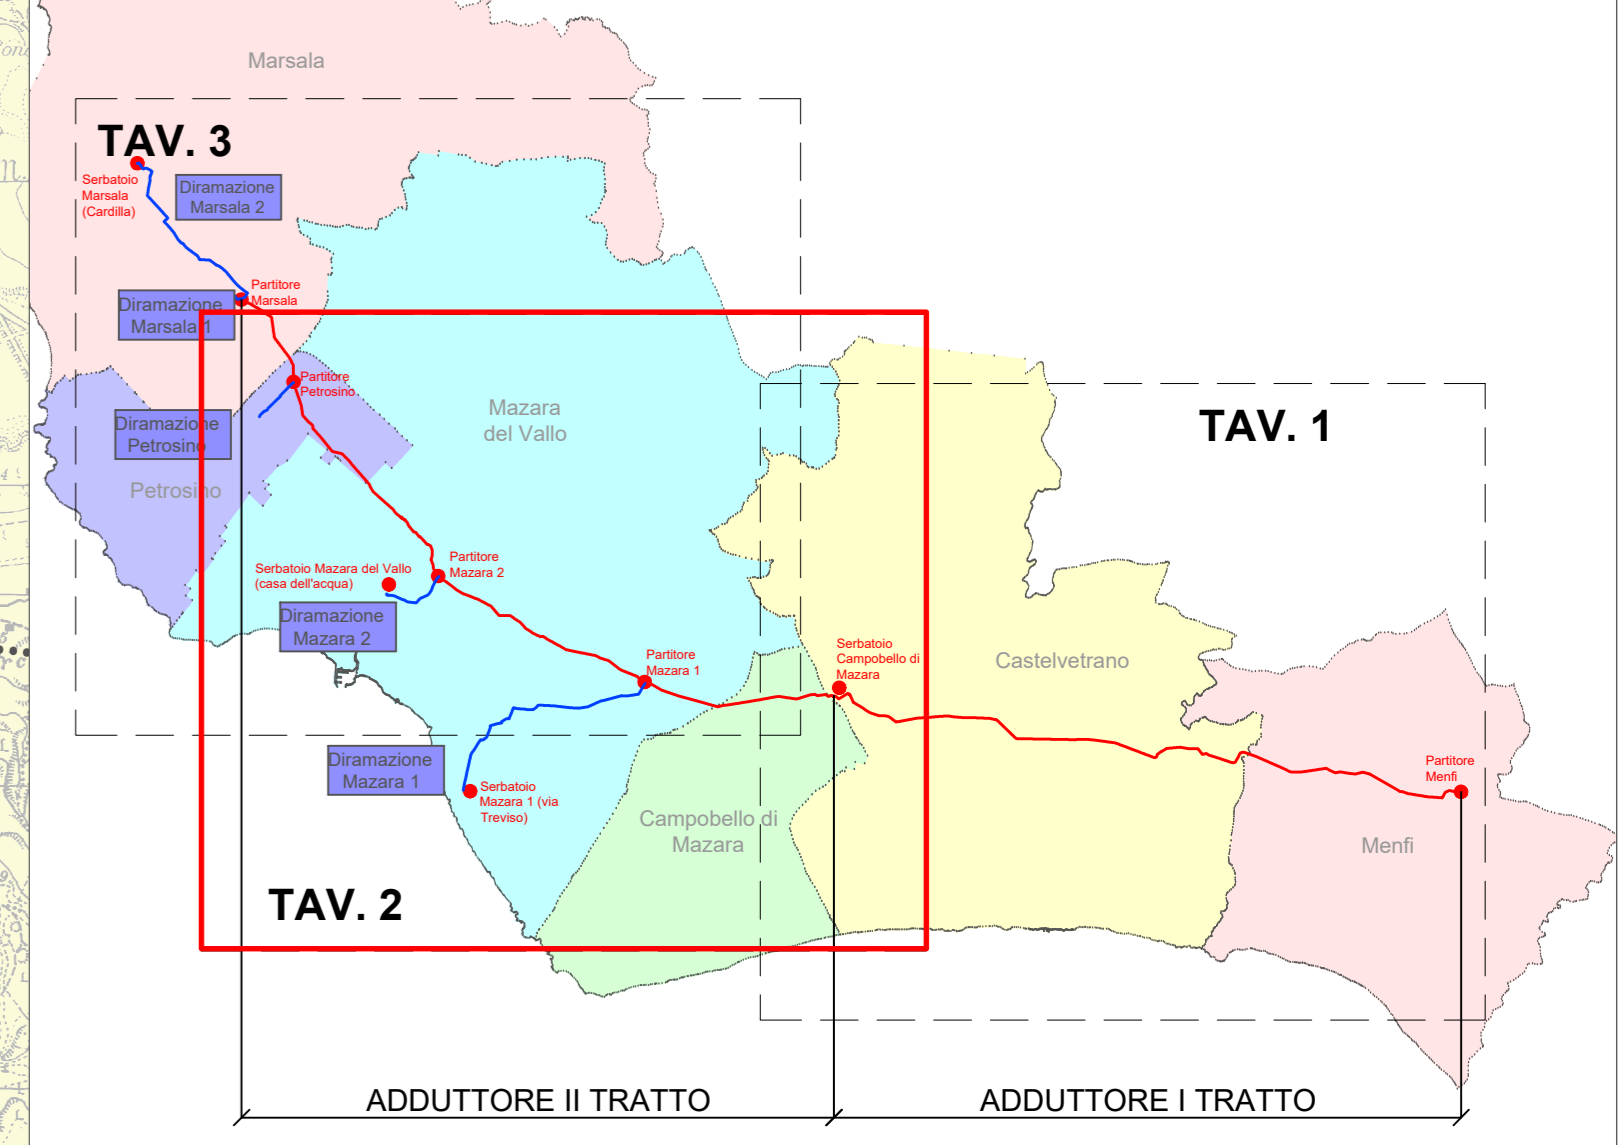 Marsala
TAV. 3
Serbatoio
Marsala
(Cardilla)
Diramazione
Marsala 2
Partitore
Marsala
Diramazione
Marsala 1
Partitore
Petrosino
Diramazione
Petrosino
Petrosino
Mazara
del Vallo
TAV. 1
Partitore
Mazara 2
Serbatoio Mazara del Vallo
(casa dell'acqua)
Diramazione
Mazara 2
Partitore
Mazara 1
Serbatoio
Campobello di
Mazara
Castelvetrano
Diramazione
Mazara 1
Serbatoio
Mazara 1 (via
Treviso)
Campobello di
Mazara
Partitore
Menfi
Menfi
TAV. 2
ADDUTTORE II TRATTO
ADDUTTORE I TRATTO